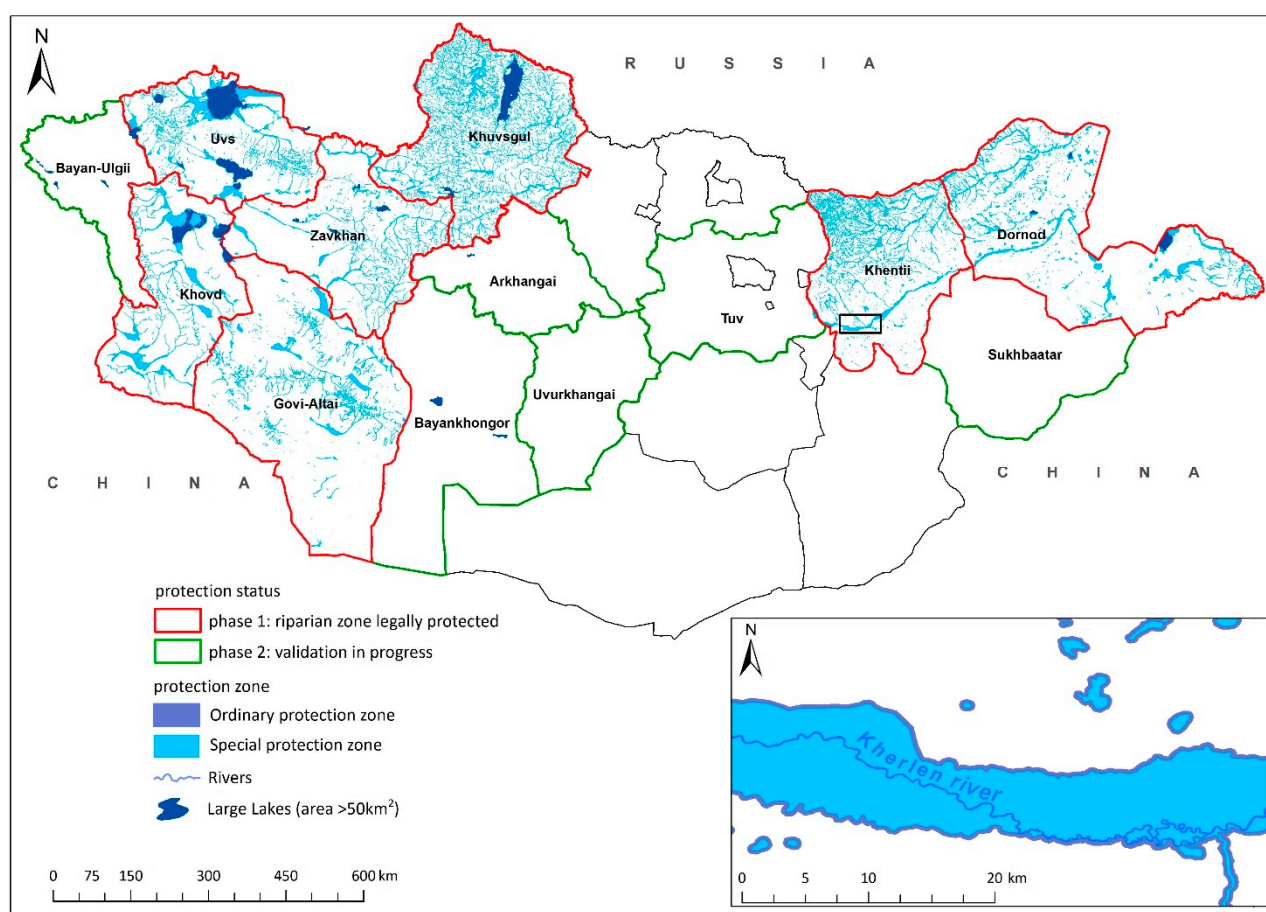 N
R U S S I A
Uvs
Khuvsgul
Bayan-Ulgii
Zavkhan
Dornod
Khentii
Arkhangai
Khovd
Tuv
Sukhbaatar
Govi-Altai
Uvurkhangai
Bayankhongor
C H I N A
C H I N A
protection status
phase 1: riparian zone legally protected
phase 2: validation in progress
protection zone
Ordinary protection zone
Special protection zone
Rivers
Large Lakes (area >50km²)
0 75 150 300 450 600 km
N
Kherlen river
0 5 10 20 km